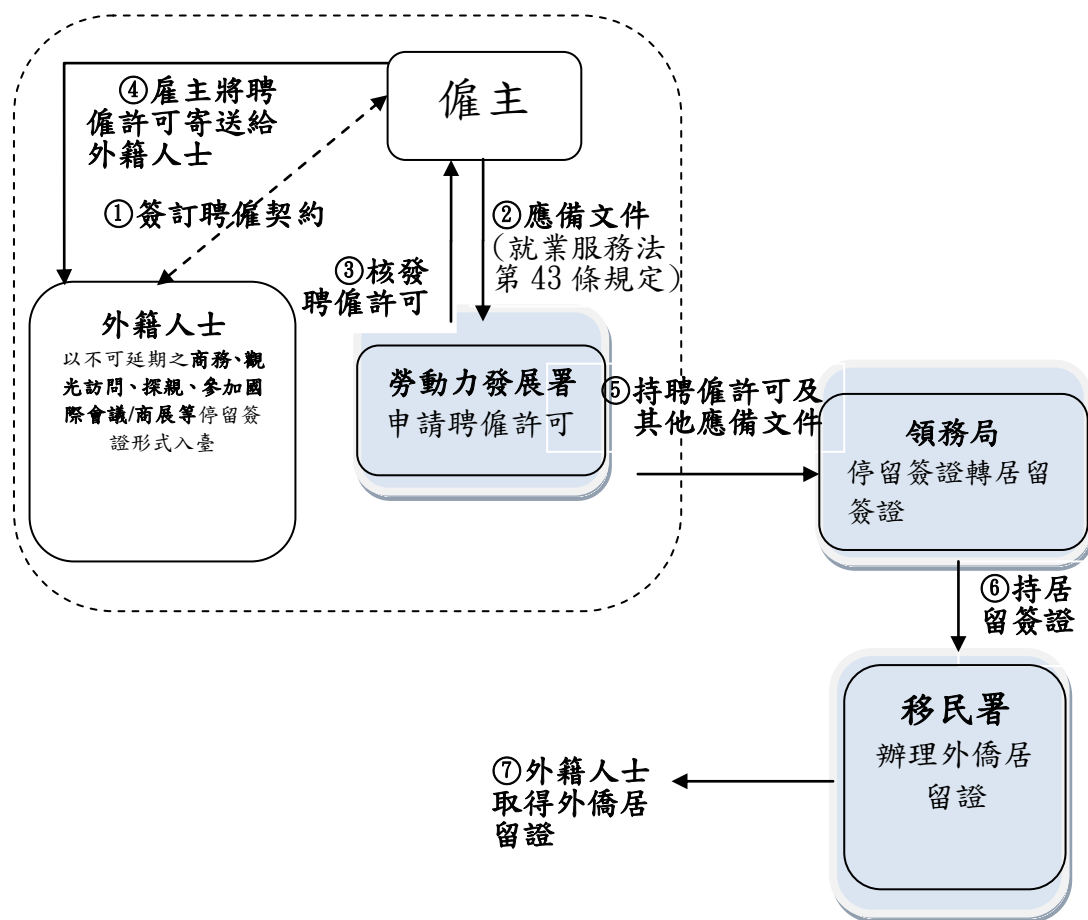 僱主
④雇主將聘
僱許可寄送給
外籍人士
①簽訂聘僱契約
②應備文件
(就業服務法
第 43 條規定)
③核發
聘僱許可
外籍人士
以不可延期之商務、觀
光訪問、探親、參加國
際會議/商展等停留簽
證形式入臺
勞動力發展署
申請聘僱許可
⑤持聘僱許可及
其他應備文件
領務局
停留簽證轉居留
簽證
⑥持居
留簽證
移民署
辦理外僑居
留證
⑦外籍人士
取得外僑居
留證